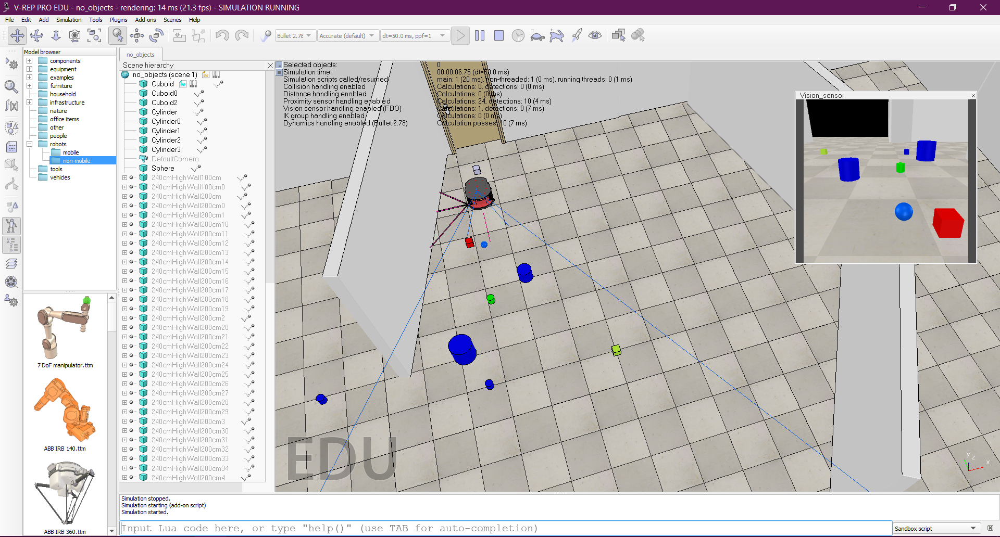 V-REP PRO EDU - no_objects - rendering: 14 ms (21.3 fps) - SIMULATION RUNNING
File Edit Add Simulation Tools Plugins Add-ons Scenes Help
Bullet 2.78 Accurate (default) dt=50.0 ms, ppf=1
Model browser
components
equipment
examples
furniture
household
infrastructure
nature
office items
other
people
robots
mobile
non-mobile
tools
vehicles
7 DoF manipulator.ttm
ABB IRB 140.ttm
ABB IRB 360.ttm
no_objects
Scene hierarchy
no_objects (scene 1)
Cuboid
Cuboid0
Cuboid2
Cylinder
Cylinder0
Cylinder1
Cylinder2
Cylinder3
DefaultCamera
Sphere
240cmHighWall100cm
240cmHighWall100cm0
240cmHighWall200cm
240cmHighWall200cm0
240cmHighWall200cm1
240cmHighWall200cm10
240cmHighWall200cm11
240cmHighWall200cm12
240cmHighWall200cm13
240cmHighWall200cm14
240cmHighWall200cm15
240cmHighWall200cm16
240cmHighWall200cm17
240cmHighWall200cm18
240cmHighWall200cm19
240cmHighWall200cm2
240cmHighWall200cm20
240cmHighWall200cm21
240cmHighWall200cm22
240cmHighWall200cm23
240cmHighWall200cm24
240cmHighWall200cm25
240cmHighWall200cm26
240cmHighWall200cm27
240cmHighWall200cm28
240cmHighWall200cm29
240cmHighWall200cm3
240cmHighWall200cm30
240cmHighWall200cm31
240cmHighWall200cm32
240cmHighWall200cm33
240cmHighWall200cm34
240cmHighWall200cm4
Selected objects: 0
Simulation time: 00:00:06.75 (dt=50.0 ms)
Simulation scripts called/resumed main: 1 (20 ms), non-threaded: 1 (0 ms), running threads: 0 (1 ms)
Collision handling enabled Calculations: 0, detections: 0 (0 ms)
Distance handling enabled Calculations: 0 (0 ms)
Proximity sensor handling enabled Calculations: 24, detections: 10 (4 ms)
Vision sensor handling enabled (FBO) Calculations: 1, detections: 0 (7 ms)
IK group handling enabled Calculations: 0 (0 ms)
Dynamics handling enabled (Bullet 2.78) Calculation passes: 10 (7 ms)
Vision_sensor
EDU
y
z
x
Simulation stopped.
Simulation starting (add-on script)
Simulation started.
Input Lua code here, or type "help()" (use TAB for auto-completion)
Sandbox script